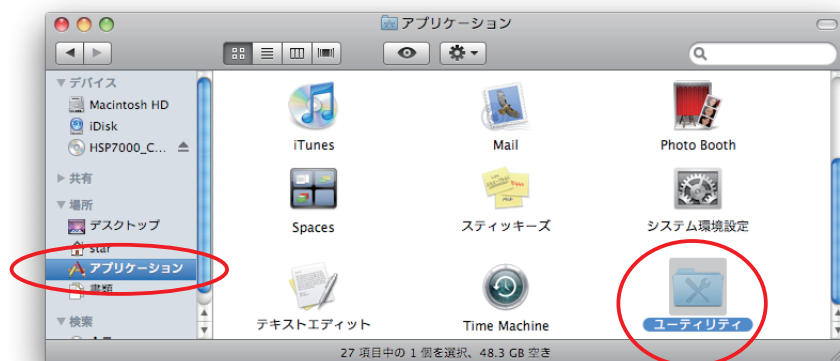 アプリケーション
デバイス
Macintosh HD
iDisk
HSP7000_C...
共有
場所
デスクトップ
star
アプリケーション
書類
検索
iTunes
Mail
Photo Booth
Spaces
スティッキーズ
システム環境設定
テキストエディット
Time Machine
ユーティリティ
27 項目中の 1 個を選択、48.3 GB 空き